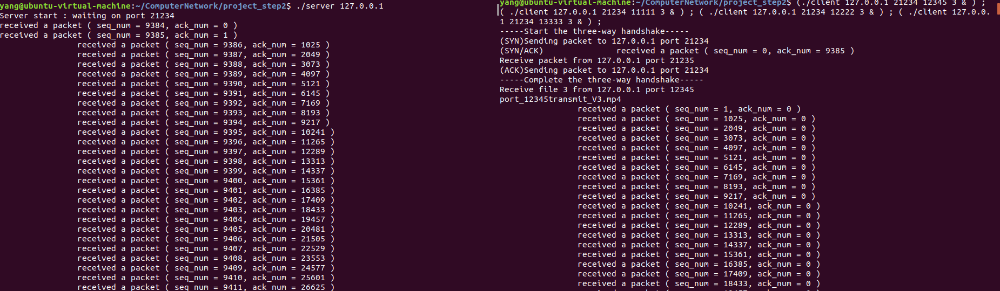 yang@ubuntu-virtual-machine:~/ComputerNetwork/project_step2$ ./server 127.0.0.1
Server start : waiting on port 21234
received a packet ( seq_num = 9384, ack_num = 0 )
received a packet ( seq_num = 9385, ack_num = 1 )
received a packet ( seq_num = 9386, ack_num = 1025 )
received a packet ( seq_num = 9387, ack_num = 2049 )
received a packet ( seq_num = 9388, ack_num = 3073 )
received a packet ( seq_num = 9389, ack_num = 4097 )
received a packet ( seq_num = 9390, ack_num = 5121 )
received a packet ( seq_num = 9391, ack_num = 6145 )
received a packet ( seq_num = 9392, ack_num = 7169 )
received a packet ( seq_num = 9393, ack_num = 8193 )
received a packet ( seq_num = 9394, ack_num = 9217 )
received a packet ( seq_num = 9395, ack_num = 10241 )
received a packet ( seq_num = 9396, ack_num = 11265 )
received a packet ( seq_num = 9397, ack_num = 12289 )
received a packet ( seq_num = 9398, ack_num = 13313 )
received a packet ( seq_num = 9399, ack_num = 14337 )
received a packet ( seq_num = 9400, ack_num = 15361 )
received a packet ( seq_num = 9401, ack_num = 16385 )
received a packet ( seq_num = 9402, ack_num = 17409 )
received a packet ( seq_num = 9403, ack_num = 18433 )
received a packet ( seq_num = 9404, ack_num = 19457 )
received a packet ( seq_num = 9405, ack_num = 20481 )
received a packet ( seq_num = 9406, ack_num = 21505 )
received a packet ( seq_num = 9407, ack_num = 22529 )
received a packet ( seq_num = 9408, ack_num = 23553 )
received a packet ( seq_num = 9409, ack_num = 24577 )
received a packet ( seq_num = 9410, ack_num = 25601 )
received a packet ( seq_num = 9411, ack_num = 26625 )
yang@ubuntu-virtual-machine:~/ComputerNetwork/project_step2$ (./client 127.0.0.1 21234 12345 3 & ) ;
( ./client 127.0.0.1 21234 11111 3 & ) ; ( ./client 127.0.0.1 21234 12222 3 & ) ; ( ./client 127.0.0.
1 21234 13333 3 & ) ;
-----Start the three-way handshake-----
(SYN)Sending packet to 127.0.0.1 port 21234
(SYN/ACK) received a packet ( seq_num = 0, ack_num = 9385 )
Receive packet from 127.0.0.1 port 21235
(ACK)Sending packet to 127.0.0.1 port 21234
-----Complete the three-way handshake-----
Receive file 3 from 127.0.0.1 port 12345
port_12345transmit_V3.mp4
received a packet ( seq_num = 1, ack_num = 0 )
received a packet ( seq_num = 1025, ack_num = 0 )
received a packet ( seq_num = 2049, ack_num = 0 )
received a packet ( seq_num = 3073, ack_num = 0 )
received a packet ( seq_num = 4097, ack_num = 0 )
received a packet ( seq_num = 5121, ack_num = 0 )
received a packet ( seq_num = 6145, ack_num = 0 )
received a packet ( seq_num = 7169, ack_num = 0 )
received a packet ( seq_num = 8193, ack_num = 0 )
received a packet ( seq_num = 9217, ack_num = 0 )
received a packet ( seq_num = 10241, ack_num = 0 )
received a packet ( seq_num = 11265, ack_num = 0 )
received a packet ( seq_num = 12289, ack_num = 0 )
received a packet ( seq_num = 13313, ack_num = 0 )
received a packet ( seq_num = 14337, ack_num = 0 )
received a packet ( seq_num = 15361, ack_num = 0 )
received a packet ( seq_num = 16385, ack_num = 0 )
received a packet ( seq_num = 17409, ack_num = 0 )
received a packet ( seq_num = 18433, ack_num = 0 )